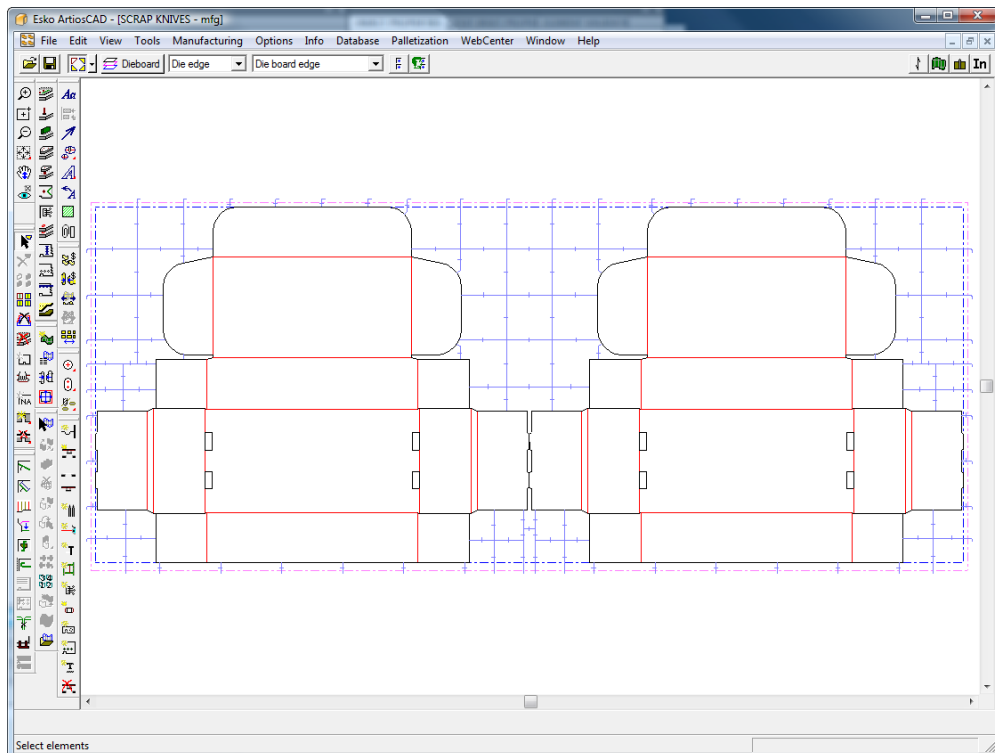 Esko ArtiosCAD - [SCRAP KNIVES - mfg]
File Edit View Tools Manufacturing Options Info Database Palletization WebCenter Window Help
Dieboard Die edge Die board edge In
Select elements